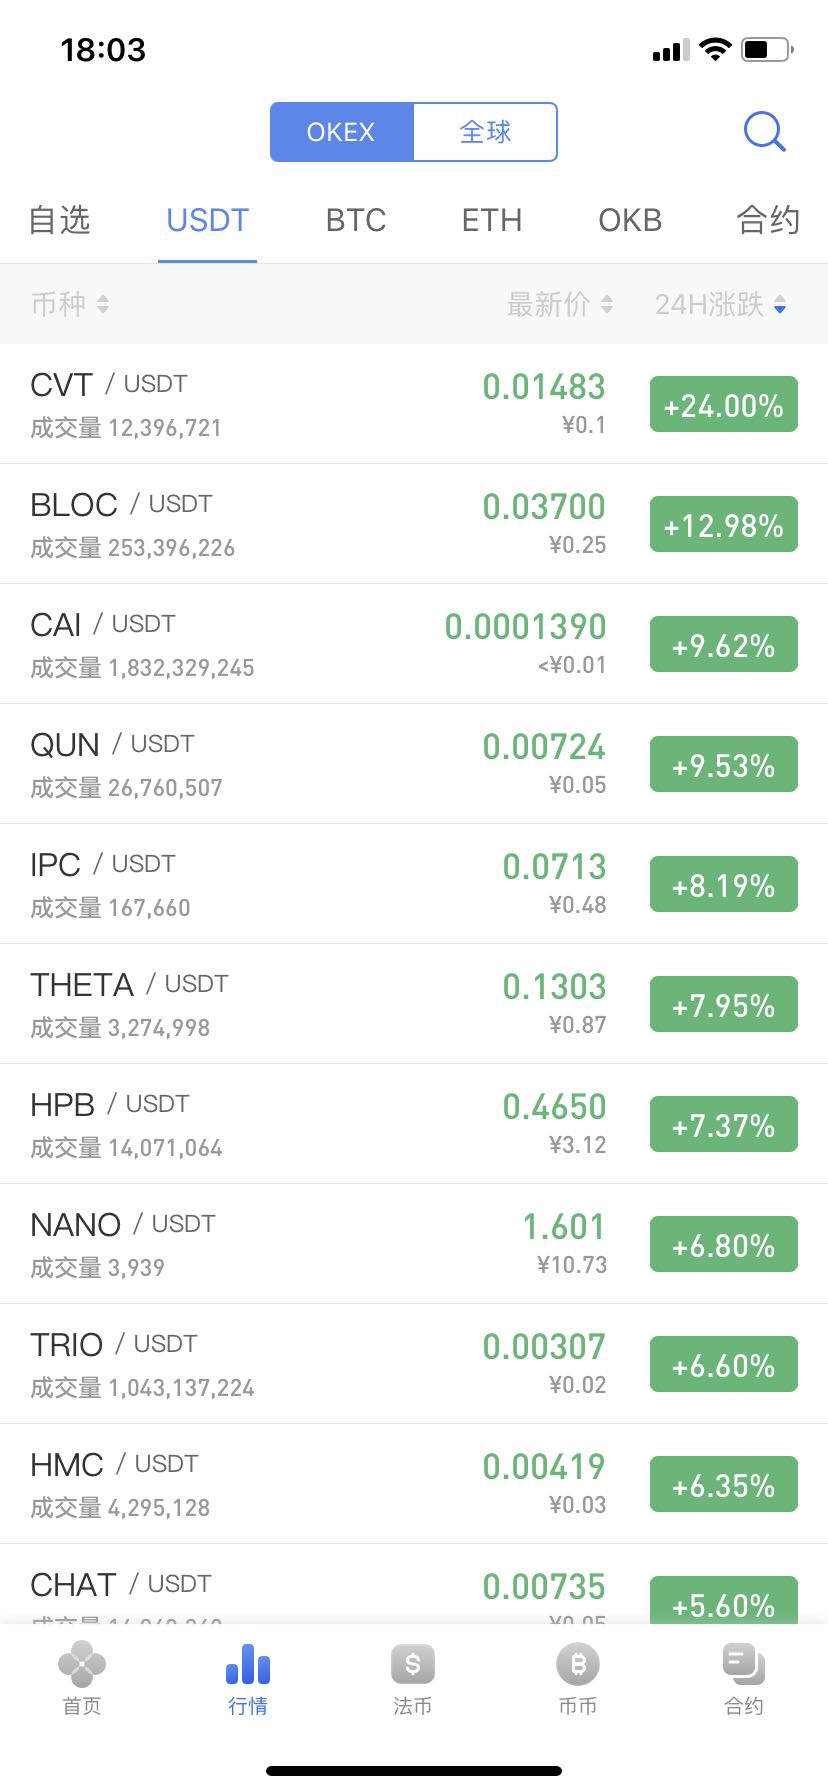 18:03
OKEX 全球
自选 USDT BTC ETH OKB 合约
币种 最新价 24H涨跌
CVT / USDT 0.01483 +24.00%
成交量 12,396,721 ¥0.1
BLOC / USDT 0.03700 +12.98%
成交量 253,396,226 ¥0.25
CAI / USDT 0.0001390 +9.62%
成交量 1,832,329,245 <¥0.01
QUN / USDT 0.00724 +9.53%
成交量 26,760,507 ¥0.05
IPC / USDT 0.0713 +8.19%
成交量 167,660 ¥0.48
THETA / USDT 0.1303 +7.95%
成交量 3,274,998 ¥0.87
HPB / USDT 0.4650 +7.37%
成交量 14,071,064 ¥3.12
NANO / USDT 1.601 +6.80%
成交量 3,939 ¥10.73
TRIO / USDT 0.00307 +6.60%
成交量 1,043,137,224 ¥0.02
HMC / USDT 0.00419 +6.35%
成交量 4,295,128 ¥0.03
CHAT / USDT 0.00735 +5.60%
成交量 ¥0.05
首页 行情 法币 币币 合约